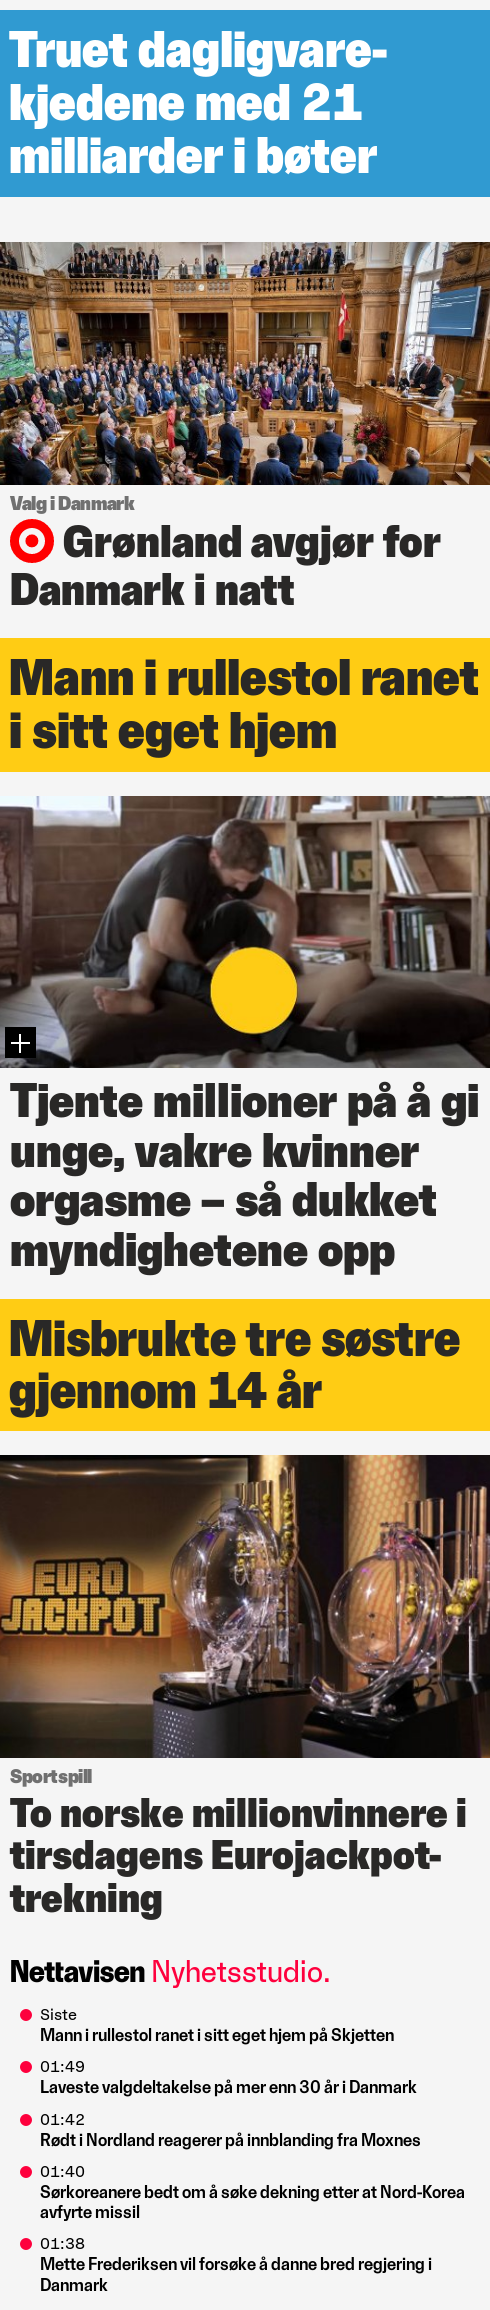 Truet dagligvare-
kjedene med 21
milliarder i bøter
Valg i Danmark
Grønland avgjør for
Danmark i natt
Mann i rullestol ranet
i sitt eget hjem
Tjente millioner på å gi
unge, vakre kvinner
orgasme – så dukket
myndighetene opp
Misbrukte tre søstre
gjennom 14 år
EURO
JACKPOT
Sportspill
To norske millionvinnere i
tirsdagens Eurojackpot-
trekning
Nettavisen Nyhetsstudio.
Siste
Mann i rullestol ranet i sitt eget hjem på Skjetten
01:49
Laveste valgdeltakelse på mer enn 30 år i Danmark
01:42
Rødt i Nordland reagerer på innblanding fra Moxnes
01:40
Sørkoreanere bedt om å søke dekning etter at Nord-Korea
avfyrte missil
01:38
Mette Frederiksen vil forsøke å danne bred regjering i
Danmark